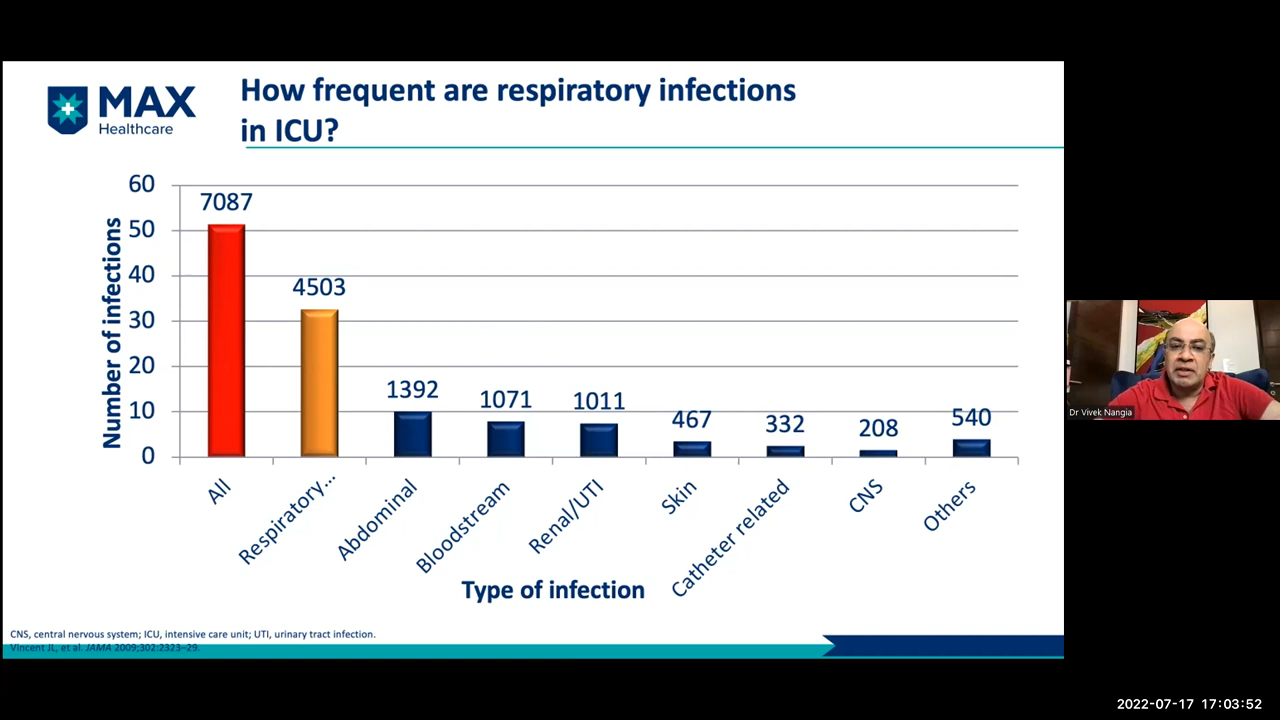 MAX
Healthcare
How frequent are respiratory infections
in ICU?
Number of infections
60
50
40
30
20
10
0
7087
4503
1392
1071
1011
467
332
208
540
All
Respiratory...
Abdominal
Bloodstream
Renal/UTI
Skin
Catheter related
CNS
Others
Type of infection
CNS, central nervous system; ICU, intensive care unit; UTI, urinary tract infection.
Vincent JL, et al. JAMA 2009;302:2323–29.
Dr Vivek Nangia
2022-07-17 17:03:52